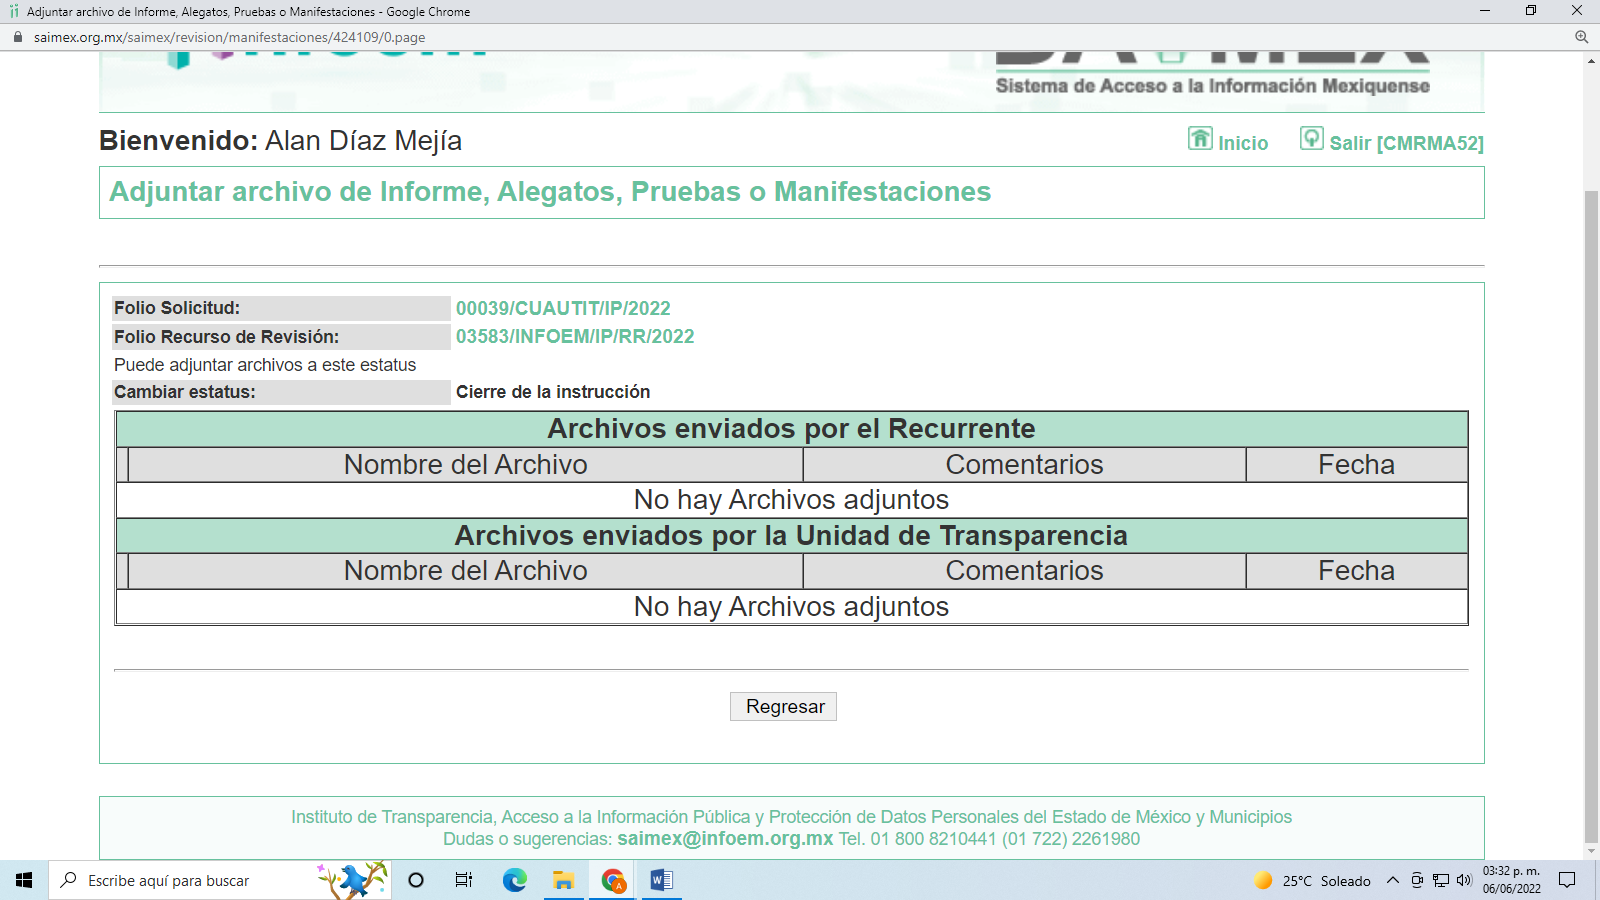 Adjuntar archivo de Informe, Alegatos, Pruebas o Manifestaciones - Google Chrome
saimex.org.mx/saimex/revision/manifestaciones/424109/0.page
Sistema de Acceso a la Información Mexiquense
Bienvenido: Alan Díaz Mejía
Inicio
Salir [CMRMA52]
Adjuntar archivo de Informe, Alegatos, Pruebas o Manifestaciones
Folio Solicitud: 00039/CUAUTIT/IP/2022
Folio Recurso de Revisión: 03583/INFOEM/IP/RR/2022
Puede adjuntar archivos a este estatus
Cambiar estatus: Cierre de la instrucción
Archivos enviados por el Recurrente
Nombre del Archivo Comentarios Fecha
No hay Archivos adjuntos
Archivos enviados por la Unidad de Transparencia
Nombre del Archivo Comentarios Fecha
No hay Archivos adjuntos
Regresar
Instituto de Transparencia, Acceso a la Información Pública y Protección de Datos Personales del Estado de México y Municipios
Dudas o sugerencias: saimex@infoem.org.mx Tel. 01 800 8210441 (01 722) 2261980
Escribe aquí para buscar
25°C Soleado
03:32 p. m.
06/06/2022